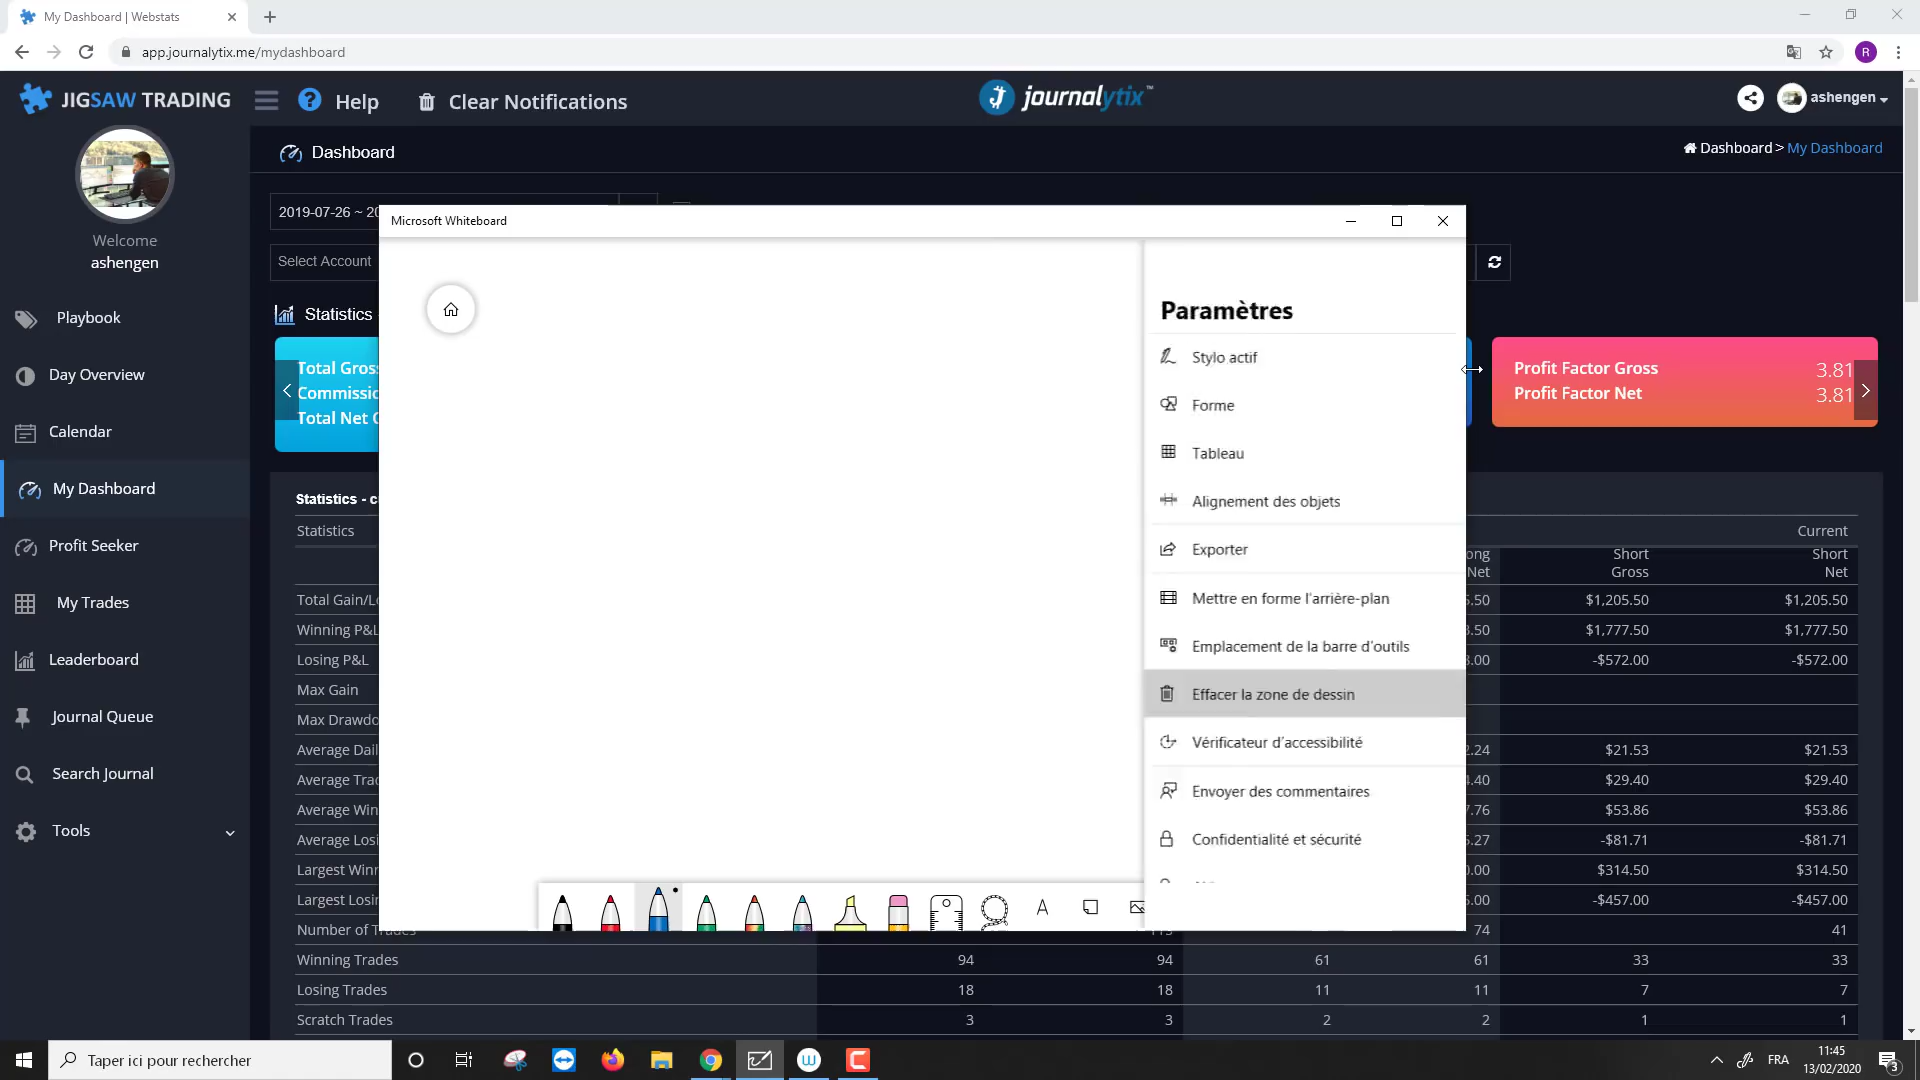 My Dashboard | Webstats
app.journalytix.me/mydashboard
R
JIGSAW TRADING
Help
Clear Notifications
journalytix™
ashengen
Dashboard
Dashboard > My Dashboard
Welcome
ashengen
Playbook
Day Overview
Calendar
My Dashboard
Profit Seeker
My Trades
Leaderboard
Journal Queue
Search Journal
Tools
2019-07-26 ~
Select Account
Statistics
Commissio
Total Net
Profit Factor Gross 3.81
Profit Factor Net 3.81
Microsoft Whiteboard
Paramètres
Stylo actif
Forme
Tableau
Alignement des objets
Exporter
Mettre en forme l'arrière-plan
Emplacement de la barre d'outils
Effacer la zone de dessin
Vérificateur d'accessibilité
Envoyer des commentaires
Confidentialité et sécurité
Statistics - c
Statistics Current
Net Short Gross Short Net
$1,205.50 $1,205.50
$1,777.50 $1,777.50
Losing P&L -$572.00 -$572.00
Max Gain
Max Drawdo
Average Dail $21.53 $21.53
Average Trad $29.40 $29.40
Average Win $53.86 $53.86
Average Losi -$81.71 -$81.71
Largest Winn $314.50 $314.50
Largest Losin -$457.00 -$457.00
Number of 74 41
Winning Trades 94 94 61 61 33 33
Losing Trades 18 18 11 11 7 7
Scratch Trades 3 3 2 2 1 1
Taper ici pour rechercher
FRA
11:45
13/02/2020
3